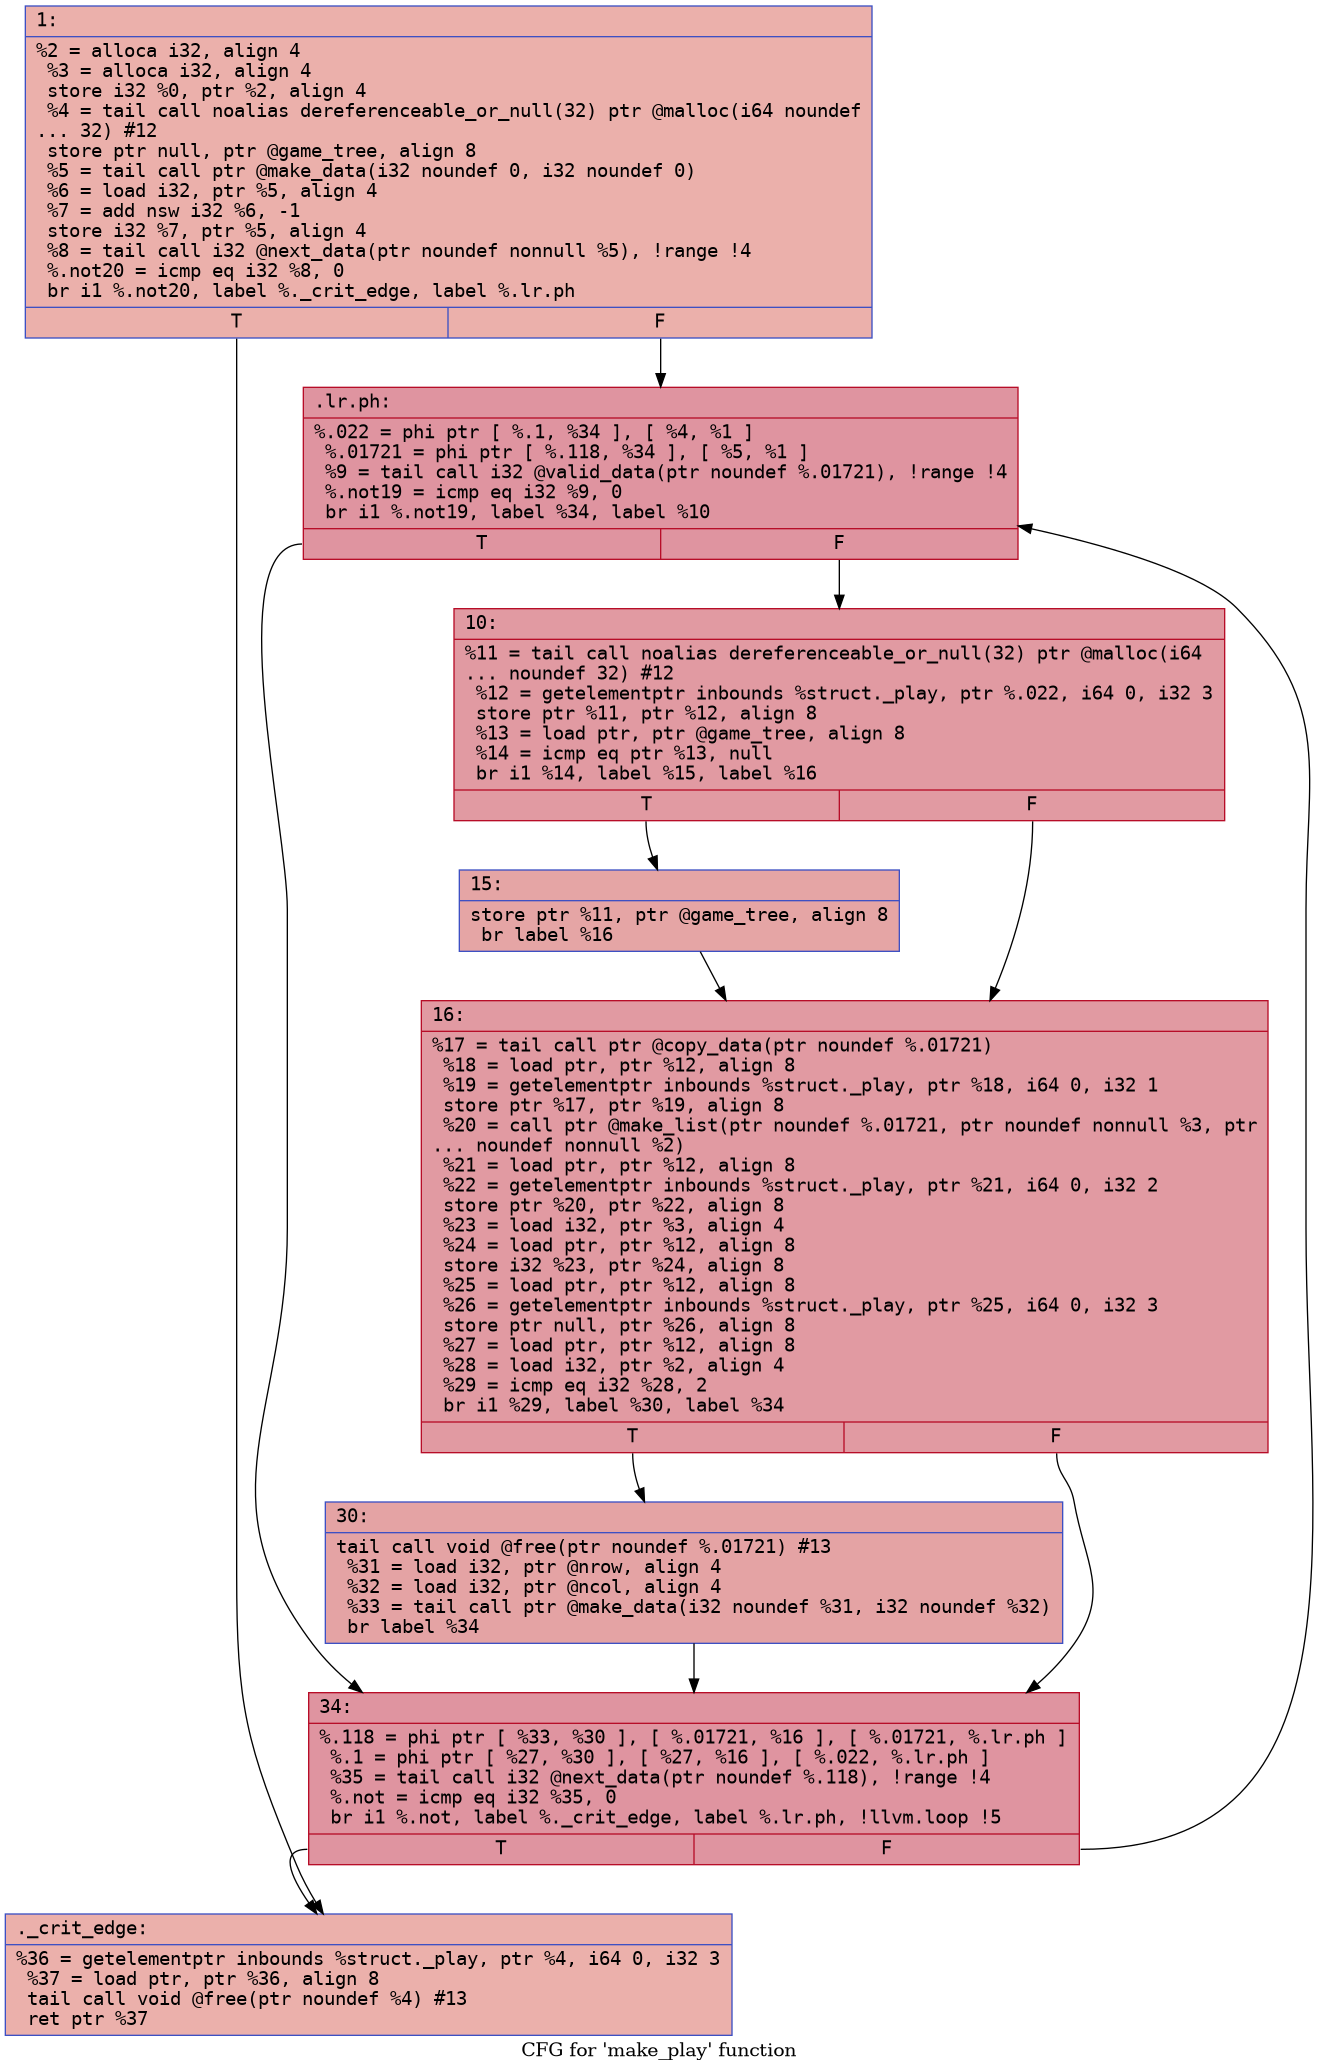 1:
%2 = alloca i32, align 4
%3 = alloca i32, align 4
store i32 %0, ptr %2, align 4
%4 = tail call noalias dereferenceable_or_null(32) ptr @malloc(i64 noundef
... 32) #12
store ptr null, ptr @game_tree, align 8
%5 = tail call ptr @make_data(i32 noundef 0, i32 noundef 0)
%6 = load i32, ptr %5, align 4
%7 = add nsw i32 %6, -1
store i32 %7, ptr %5, align 4
%8 = tail call i32 @next_data(ptr noundef nonnull %5), !range !4
%.not20 = icmp eq i32 %8, 0
br i1 %.not20, label %._crit_edge, label %.lr.ph
T F
.lr.ph:
%.022 = phi ptr [ %.1, %34 ], [ %4, %1 ]
%.01721 = phi ptr [ %.118, %34 ], [ %5, %1 ]
%9 = tail call i32 @valid_data(ptr noundef %.01721), !range !4
%.not19 = icmp eq i32 %9, 0
br i1 %.not19, label %34, label %10
T F
10:
%11 = tail call noalias dereferenceable_or_null(32) ptr @malloc(i64
... noundef 32) #12
%12 = getelementptr inbounds %struct._play, ptr %.022, i64 0, i32 3
store ptr %11, ptr %12, align 8
%13 = load ptr, ptr @game_tree, align 8
%14 = icmp eq ptr %13, null
br i1 %14, label %15, label %16
T F
15:
store ptr %11, ptr @game_tree, align 8
br label %16
16:
%17 = tail call ptr @copy_data(ptr noundef %.01721)
%18 = load ptr, ptr %12, align 8
%19 = getelementptr inbounds %struct._play, ptr %18, i64 0, i32 1
store ptr %17, ptr %19, align 8
%20 = call ptr @make_list(ptr noundef %.01721, ptr noundef nonnull %3, ptr
... noundef nonnull %2)
%21 = load ptr, ptr %12, align 8
%22 = getelementptr inbounds %struct._play, ptr %21, i64 0, i32 2
store ptr %20, ptr %22, align 8
%23 = load i32, ptr %3, align 4
%24 = load ptr, ptr %12, align 8
store i32 %23, ptr %24, align 8
%25 = load ptr, ptr %12, align 8
%26 = getelementptr inbounds %struct._play, ptr %25, i64 0, i32 3
store ptr null, ptr %26, align 8
%27 = load ptr, ptr %12, align 8
%28 = load i32, ptr %2, align 4
%29 = icmp eq i32 %28, 2
br i1 %29, label %30, label %34
T F
30:
tail call void @free(ptr noundef %.01721) #13
%31 = load i32, ptr @nrow, align 4
%32 = load i32, ptr @ncol, align 4
%33 = tail call ptr @make_data(i32 noundef %31, i32 noundef %32)
br label %34
34:
%.118 = phi ptr [ %33, %30 ], [ %.01721, %16 ], [ %.01721, %.lr.ph ]
%.1 = phi ptr [ %27, %30 ], [ %27, %16 ], [ %.022, %.lr.ph ]
%35 = tail call i32 @next_data(ptr noundef %.118), !range !4
%.not = icmp eq i32 %35, 0
br i1 %.not, label %._crit_edge, label %.lr.ph, !llvm.loop !5
T F
._crit_edge:
%36 = getelementptr inbounds %struct._play, ptr %4, i64 0, i32 3
%37 = load ptr, ptr %36, align 8
tail call void @free(ptr noundef %4) #13
ret ptr %37
CFG for 'make_play' function